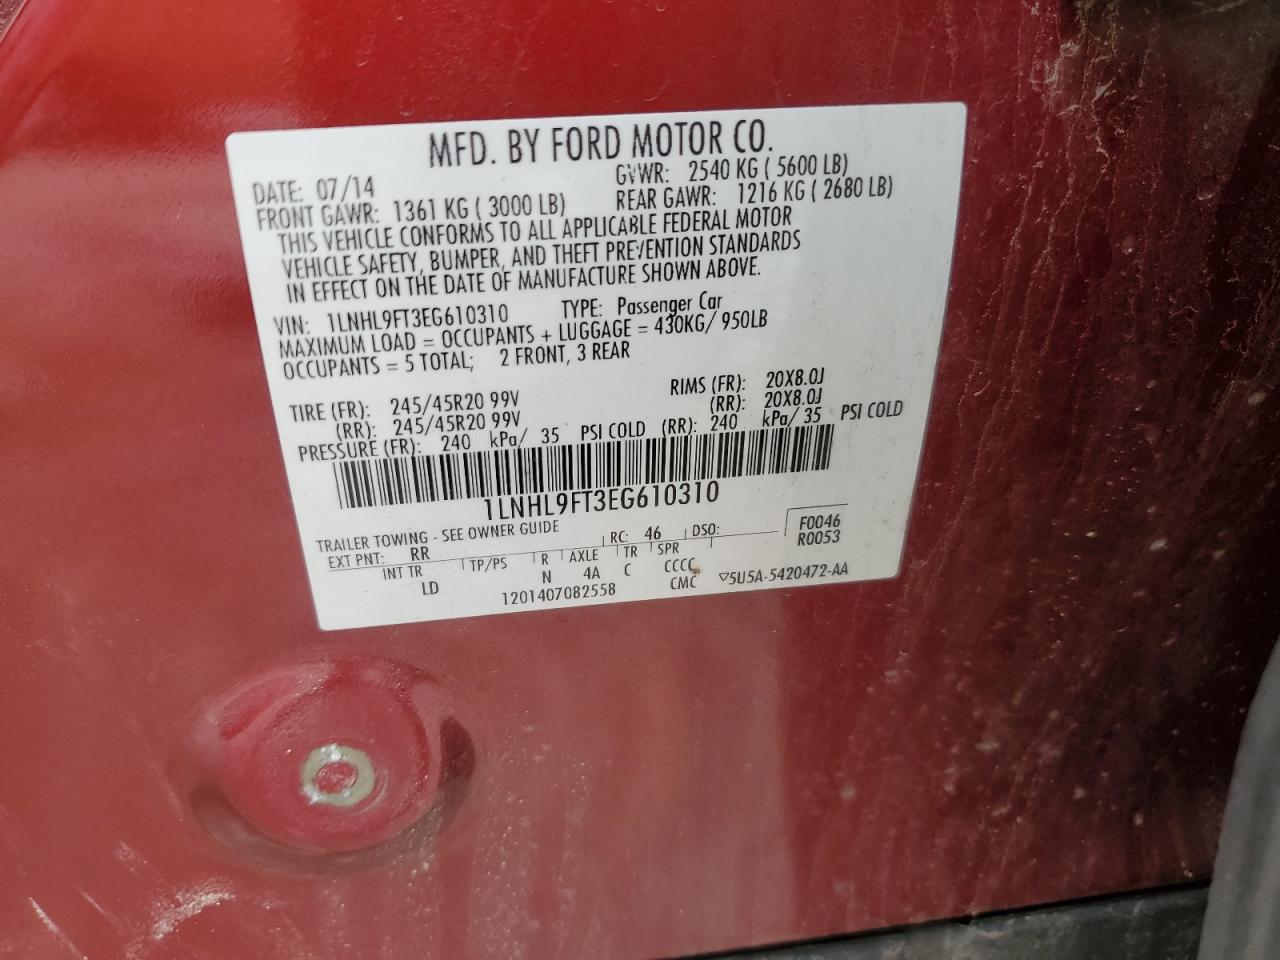 MFD. BY FORD MOTOR CO.
DATE: 07/14 GVWR: 2540 KG ( 5600 LB)
FRONT GAWR: 1361 KG ( 3000 LB) REAR GAWR: 1216 KG ( 2680 LB)
THIS VEHICLE CONFORMS TO ALL APPLICABLE FEDERAL MOTOR
VEHICLE SAFETY, BUMPER, AND THEFT PREVENTION STANDARDS
IN EFFECT ON THE DATE OF MANUFACTURE SHOWN ABOVE.
VIN: 1LNHL9FT3EG610310 TYPE: Passenger Car
MAXIMUM LOAD = OCCUPANTS + LUGGAGE = 430KG/ 950LB
OCCUPANTS = 5 TOTAL; 2 FRONT, 3 REAR
TIRE (FR): 245/45R20 99V RIMS (FR): 20X8.0J
(RR): 245/45R20 99V (RR): 20X8.0J
PRESSURE (FR): 240 kPa/ 35 PSI COLD (RR): 240 kPa/ 35 PSI COLD
1LNHL9FT3EG610310
TRAILER TOWING - SEE OWNER GUIDE
EXT PNT: RR RC: 46 DSO: F0046
R0053
INT TR TP/PS R AXLE TR SPR
LD N 4A C CCCC
1201407082558 CMC ▽5U5A-5420472-AA